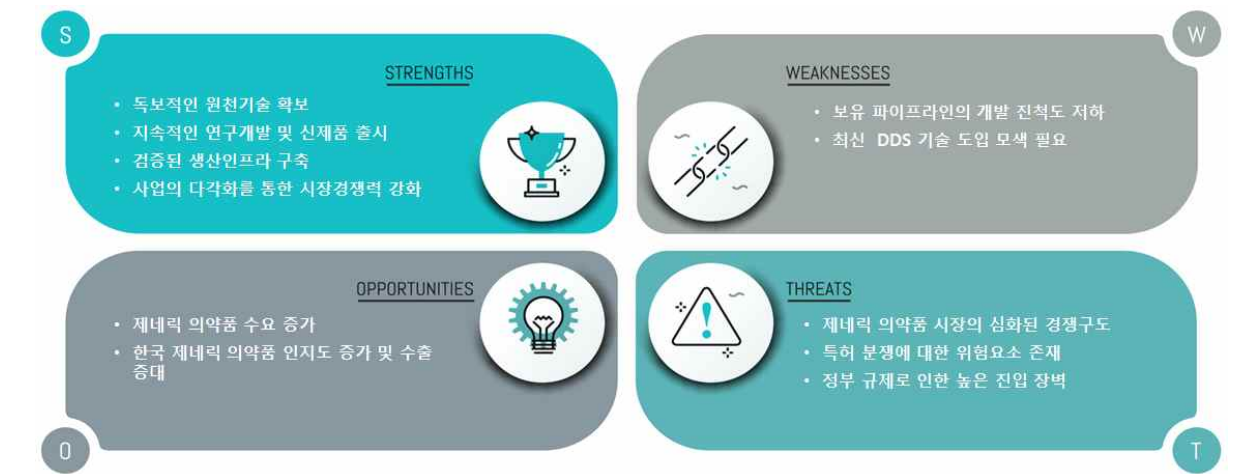 S
STRENGTHS
• 독보적인 원천기술 확보
• 지속적인 연구개발 및 신제품 출시
• 검증된 생산인프라 구축
• 사업의 다각화를 통한 시장경쟁력 강화
W
WEAKNESSES
• 보유 파이프라인의 개발 진척도 저하
• 최신 DDS 기술 도입 모색 필요
OPPORTUNITIES
• 제네릭 의약품 수요 증가
• 한국 제네릭 의약품 인지도 증가 및 수출
증대
O
THREATS
• 제네릭 의약품 시장의 심화된 경쟁구도
• 특허 분쟁에 대한 위험요소 존재
• 정부 규제로 인한 높은 진입 장벽
T